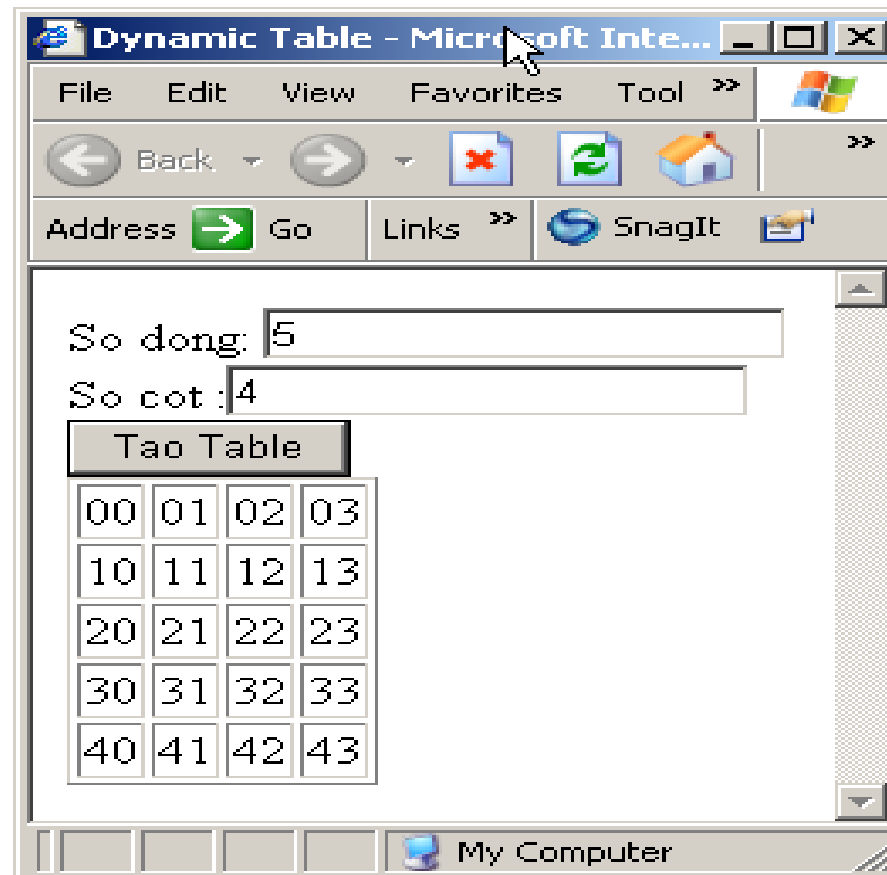 Dynamic Table - Microsoft Inte...
File Edit View Favorites Tool »
Back »
Address Go Links » SnagIt
So dong: 5
So cot : 4
Tao Table
00 01 02 03
10 11 12 13
20 21 22 23
30 31 32 33
40 41 42 43
My Computer